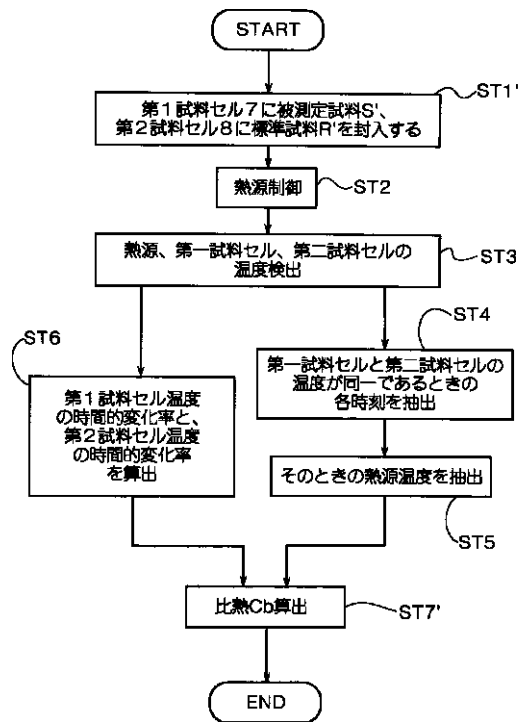 START
ST1'
第1試料セル7に被測定試料S'、
第2試料セル8に標準試料R'を封入する
熱源制御
ST2
熱源、第一試料セル、第二試料セルの
温度検出
ST3
ST6
第1試料セル温度
の時間的変化率と、
第2試料セル温度
の時間的変化率
を算出
ST4
第一試料セルと第二試料セルの
温度が同一であるときの
各時刻を抽出
そのときの熱源温度を抽出
ST5
比熱Cb算出
ST7'
END